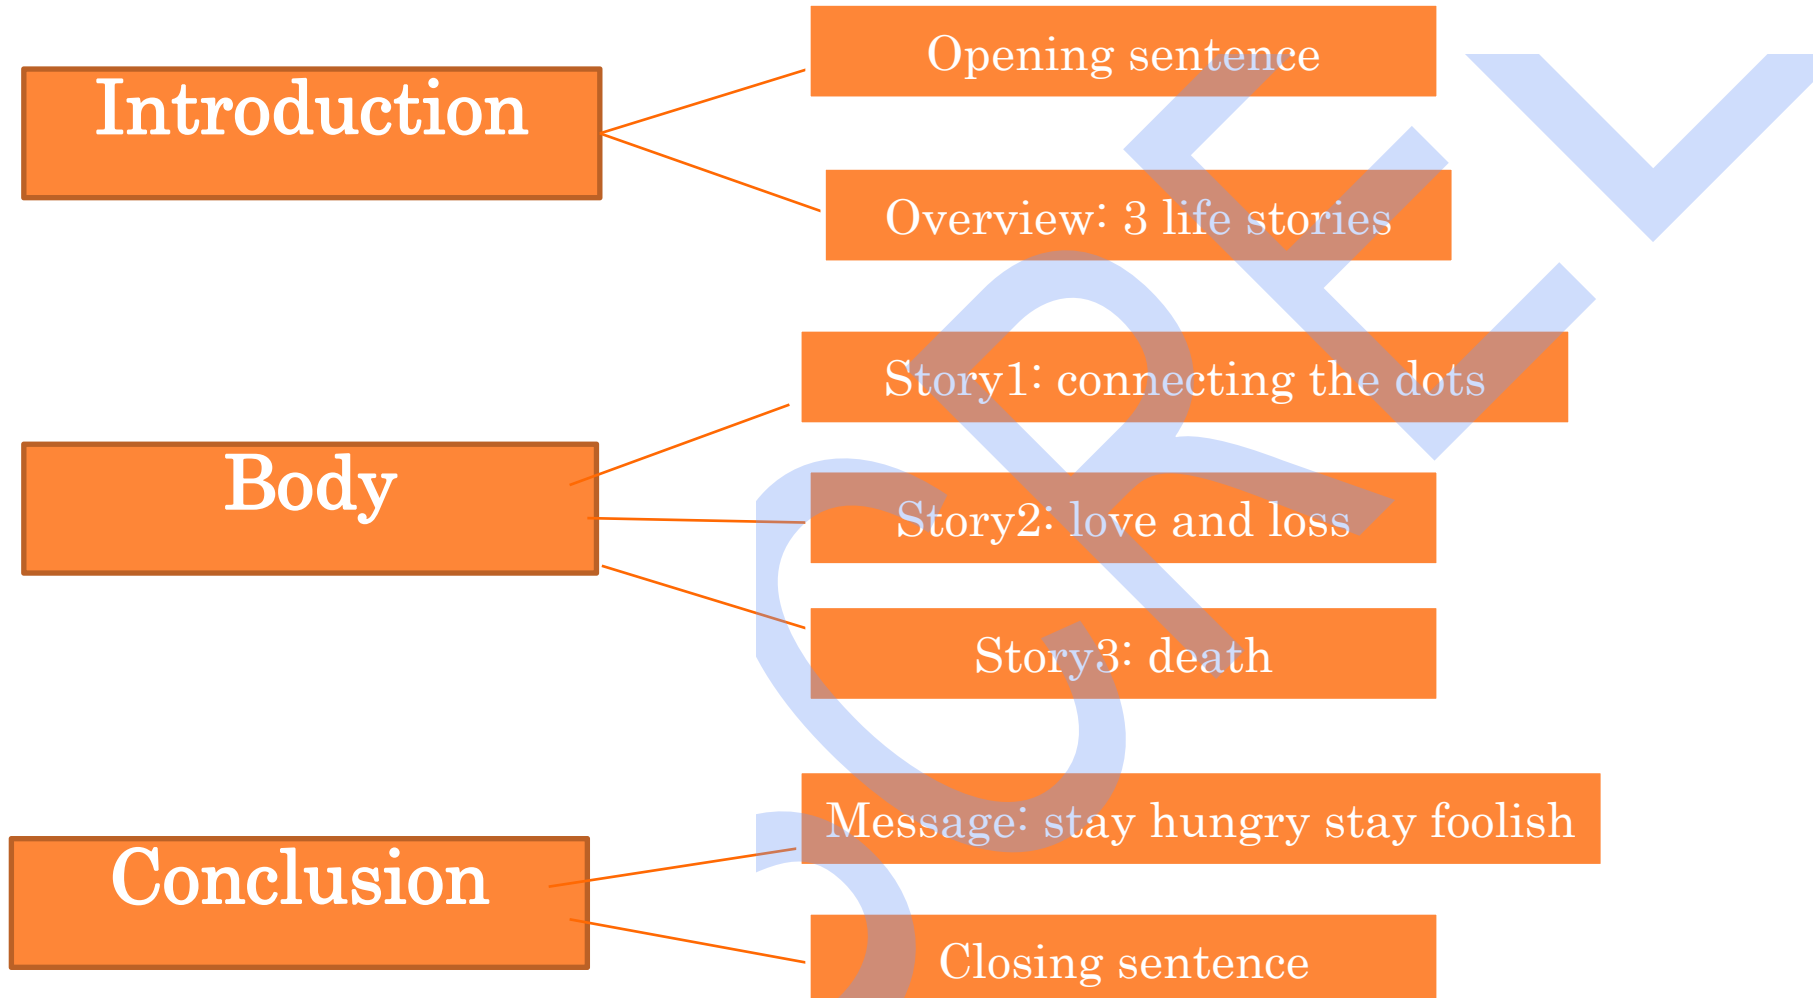 Introduction
Opening sentence
Overview: 3 life stories
Body
Story1: connecting the dots
Story2: love and loss
Story3: death
Conclusion
Message: stay hungry stay foolish
Closing sentence